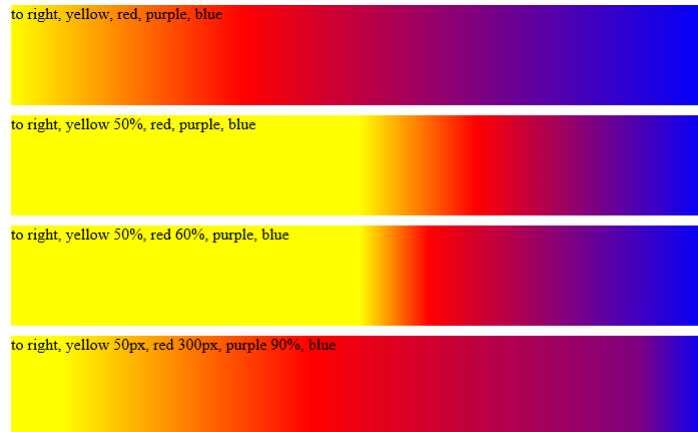 to right, yellow, red, purple, blue
to right, yellow 50%, red, purple, blue
to right, yellow 50%, red 60%, purple, blue
to right, yellow 50px, red 300px, purple 90%, blue